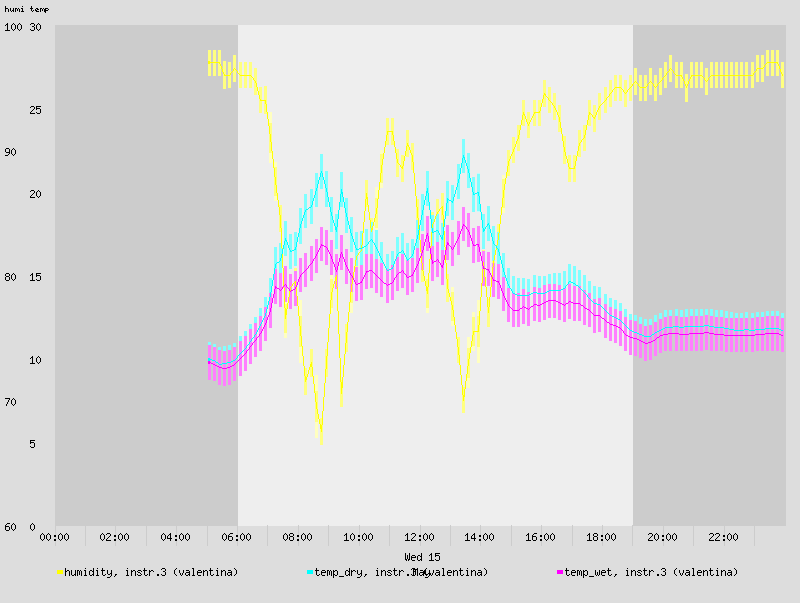 humi temp
100 30
25
90
20
80 15
10
70
5
60 0
00:00 02:00 04:00 06:00 08:00 10:00 12:00 14:00 16:00 18:00 20:00 22:00
Wed 15
May
humidity, instr.3 (valentina) temp_dry, instr.3 (valentina) temp_wet, instr.3 (valentina)